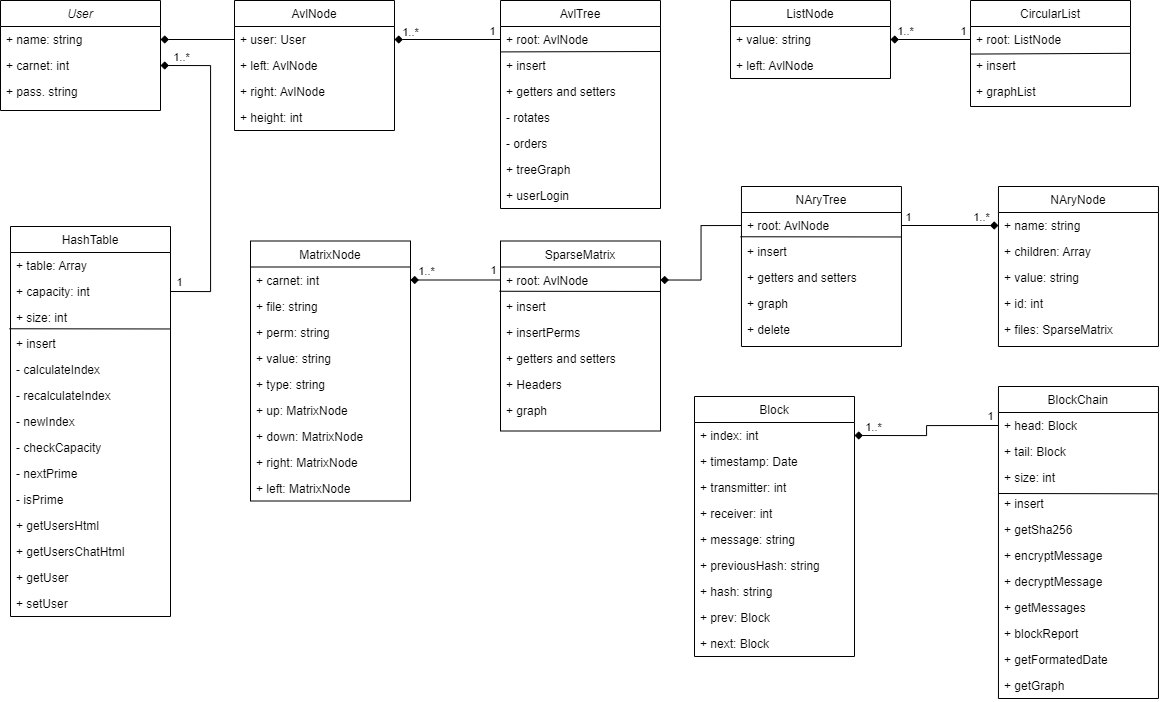 User
+ name: string
+ carnet: int
+ pass. string
1..*
AvlNode
+ user: User
+ left: AvlNode
+ right: AvlNode
+ height: int
1..*
1
AvlTree
+ root: AvlNode
+ insert
+ getters and setters
- rotates
- orders
+ treeGraph
+ userLogin
ListNode
+ value: string
+ left: AvlNode
1..*
1
CircularList
+ root: ListNode
+ insert
+ graphList
HashTable
+ table: Array
+ capacity: int
+ size: int
+ insert
- calculateIndex
- recalculateIndex
- newIndex
- checkCapacity
- nextPrime
- isPrime
+ getUsersHtml
+ getUsersChatHtml
+ getUser
+ setUser
1
MatrixNode
+ carnet: int
+ file: string
+ perm: string
+ value: string
+ type: string
+ up: MatrixNode
+ down: MatrixNode
+ right: MatrixNode
+ left: MatrixNode
1..*
1
SparseMatrix
+ root: AvlNode
+ insert
+ insertPerms
+ getters and setters
+ Headers
+ graph
NAryTree
+ root: AvlNode
+ insert
+ getters and setters
+ graph
+ delete
1
1..*
NAryNode
+ name: string
+ children: Array
+ value: string
+ id: int
+ files: SparseMatrix
Block
+ index: int
+ timestamp: Date
+ transmitter: int
+ receiver: int
+ message: string
+ previousHash: string
+ hash: string
+ prev: Block
+ next: Block
1..*
1
BlockChain
+ head: Block
+ tail: Block
+ size: int
+ insert
+ getSha256
+ encryptMessage
+ decryptMessage
+ getMessages
+ blockReport
+ getFormatedDate
+ getGraph